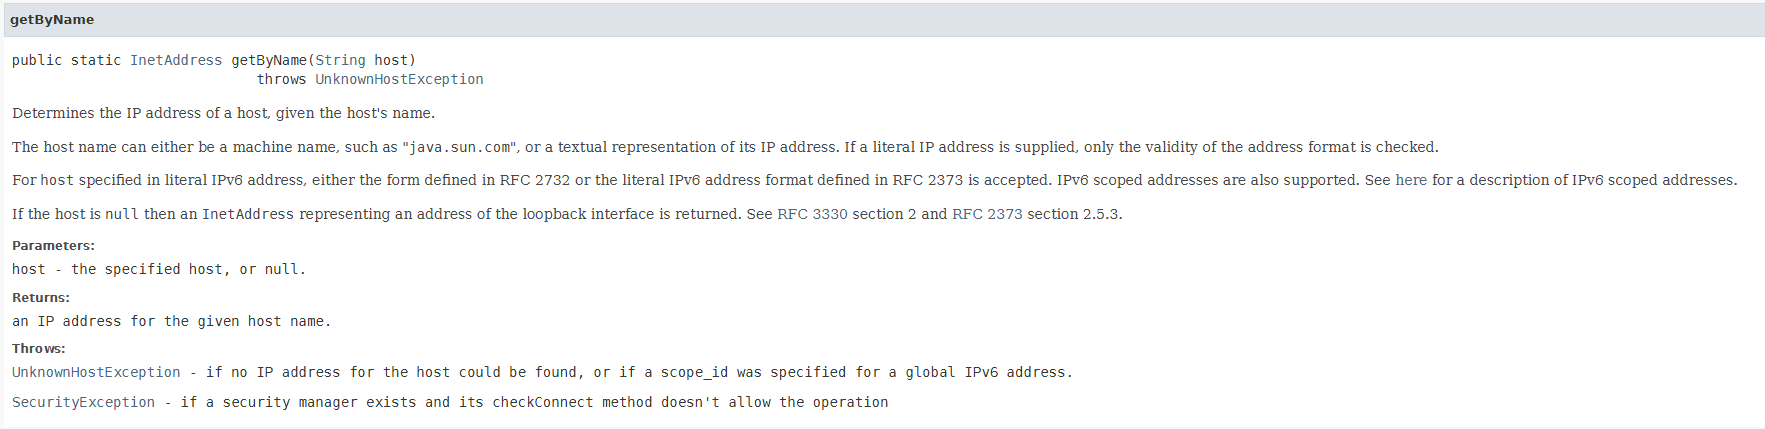 getByName
public static InetAddress getByName(String host)
throws UnknownHostException
Determines the IP address of a host, given the host's name.
The host name can either be a machine name, such as "java.sun.com", or a textual representation of its IP address. If a literal IP address is supplied, only the validity of the address format is checked.
For host specified in literal IPv6 address, either the form defined in RFC 2732 or the literal IPv6 address format defined in RFC 2373 is accepted. IPv6 scoped addresses are also supported. See here for a description of IPv6 scoped addresses.
If the host is null then an InetAddress representing an address of the loopback interface is returned. See RFC 3330 section 2 and RFC 2373 section 2.5.3.
Parameters:
host - the specified host, or null.
Returns:
an IP address for the given host name.
Throws:
UnknownHostException - if no IP address for the host could be found, or if a scope_id was specified for a global IPv6 address.
SecurityException - if a security manager exists and its checkConnect method doesn't allow the operation